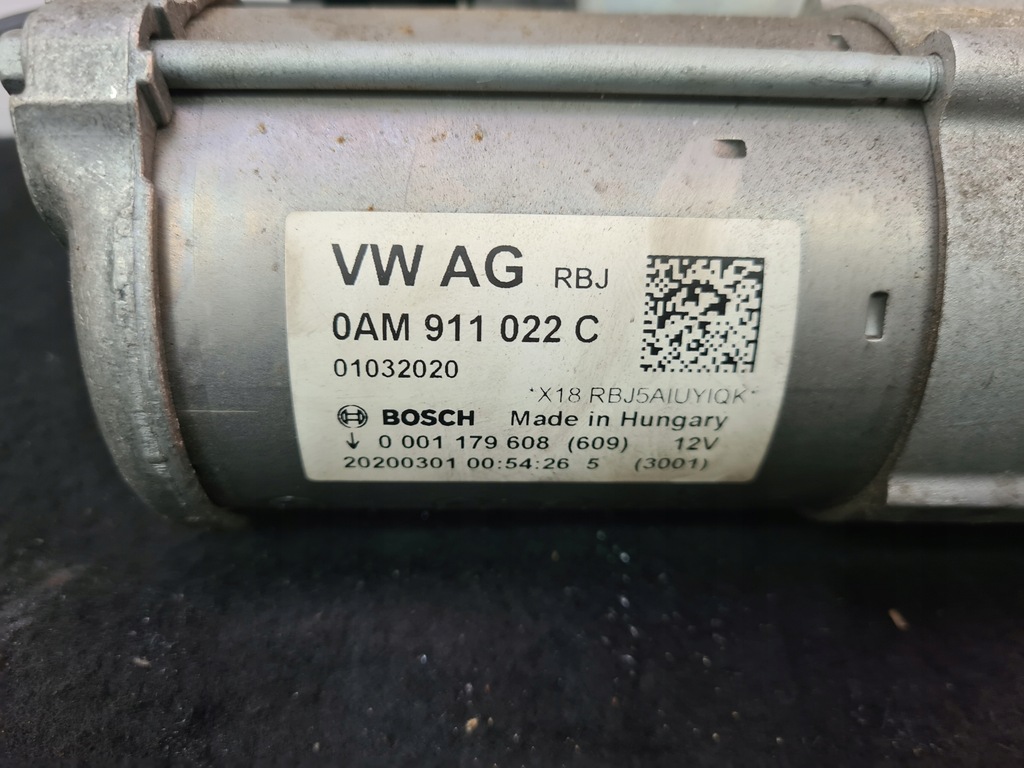 VW AG RBJ
0AM 911 022 C
01032020
*X18 RBJ5AIUYIQK*
BOSCH Made in Hungary
↓ 0 001 179 608 (609) 12V
20200301 00:54:26 5 (3001)